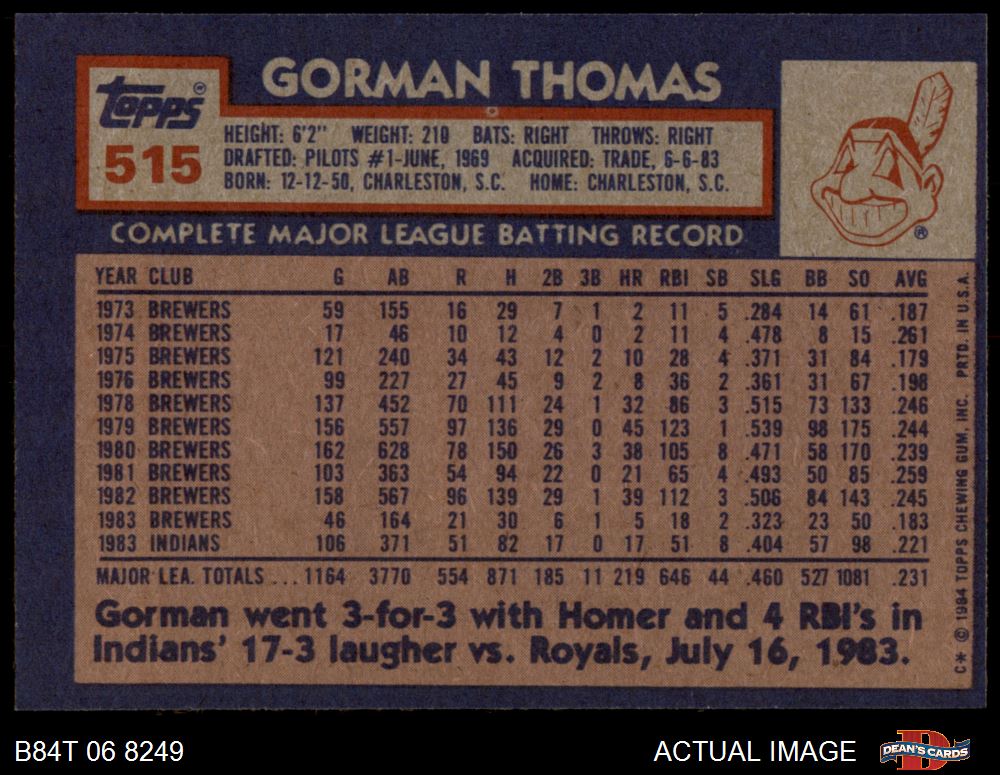 GORMAN THOMAS
TOPPS®
515
HEIGHT: 6'2" WEIGHT: 210 BATS: RIGHT THROWS: RIGHT
DRAFTED: PILOTS #1-JUNE, 1969 ACQUIRED: TRADE, 6-6-83
BORN: 12-12-50, CHARLESTON, S.C. HOME: CHARLESTON, S.C.
®
COMPLETE MAJOR LEAGUE BATTING RECORD
YEAR CLUB G AB R H 2B 3B HR RBI SB SLG BB SO AVG
1973 BREWERS 59 155 16 29 7 1 2 11 5 .284 14 61 .187
1974 BREWERS 17 46 10 12 4 0 2 11 4 .478 8 15 .261
1975 BREWERS 121 240 34 43 12 2 10 28 4 .371 31 84 .179
1976 BREWERS 99 227 27 45 9 2 8 36 2 .361 31 67 .198
1978 BREWERS 137 452 70 111 24 1 32 86 3 .515 73 133 .246
1979 BREWERS 156 557 97 136 29 0 45 123 1 .539 98 175 .244
1980 BREWERS 162 628 78 150 26 3 38 105 8 .471 58 170 .239
1981 BREWERS 103 363 54 94 22 0 21 65 4 .493 50 85 .259
1982 BREWERS 158 567 96 139 29 1 39 112 3 .506 84 143 .245
1983 BREWERS 46 164 21 30 6 1 5 18 2 .323 23 50 .183
1983 INDIANS 106 371 51 82 17 0 17 51 8 .404 57 98 .221
MAJOR LEA. TOTALS ... 1164 3770 554 871 185 11 219 646 44 .460 527 1081 .231
Gorman went 3-for-3 with Homer and 4 RBI's in
Indians' 17-3 laugher vs. Royals, July 16, 1983.
C* © 1984 TOPPS CHEWING GUM, INC. PRTD. IN U.S.A.
B84T 06 8249
ACTUAL IMAGE
D
DEAN'S CARDS